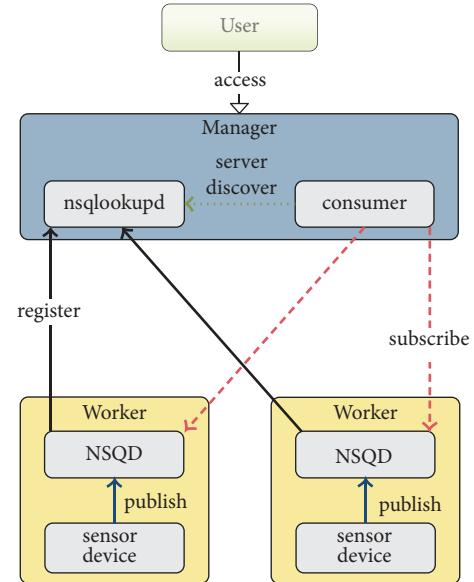 User
access
Manager
server
discover
nsqlookupd
consumer
register
subscribe
Worker
Worker
NSQD
NSQD
publish
publish
sensor
device
sensor
device